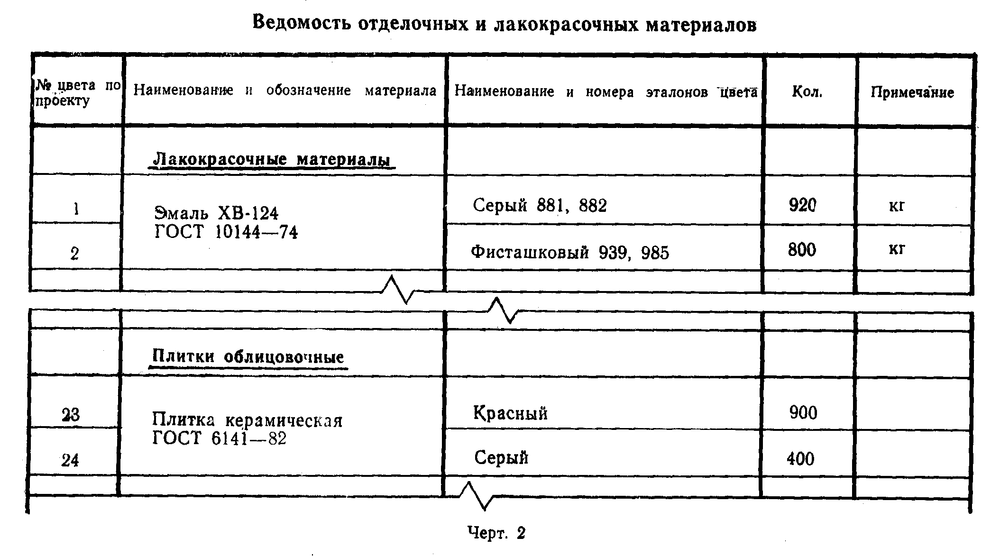 Ведомость отделочных и лакокрасочных материалов
№ цвета по проекту Наименование и обозначение материала Наименование и номера эталонов цвета Кол. Примечание
Лакокрасочные материалы
1 Эмаль ХВ-124 Серый 881, 882 920 кг
ГОСТ 10144—74
2 Фисташковый 939, 985 800 кг
Плитки облицовочные
23 Плитка керамическая Красный 900
ГОСТ 6141—82
24 Серый 400
Черт. 2